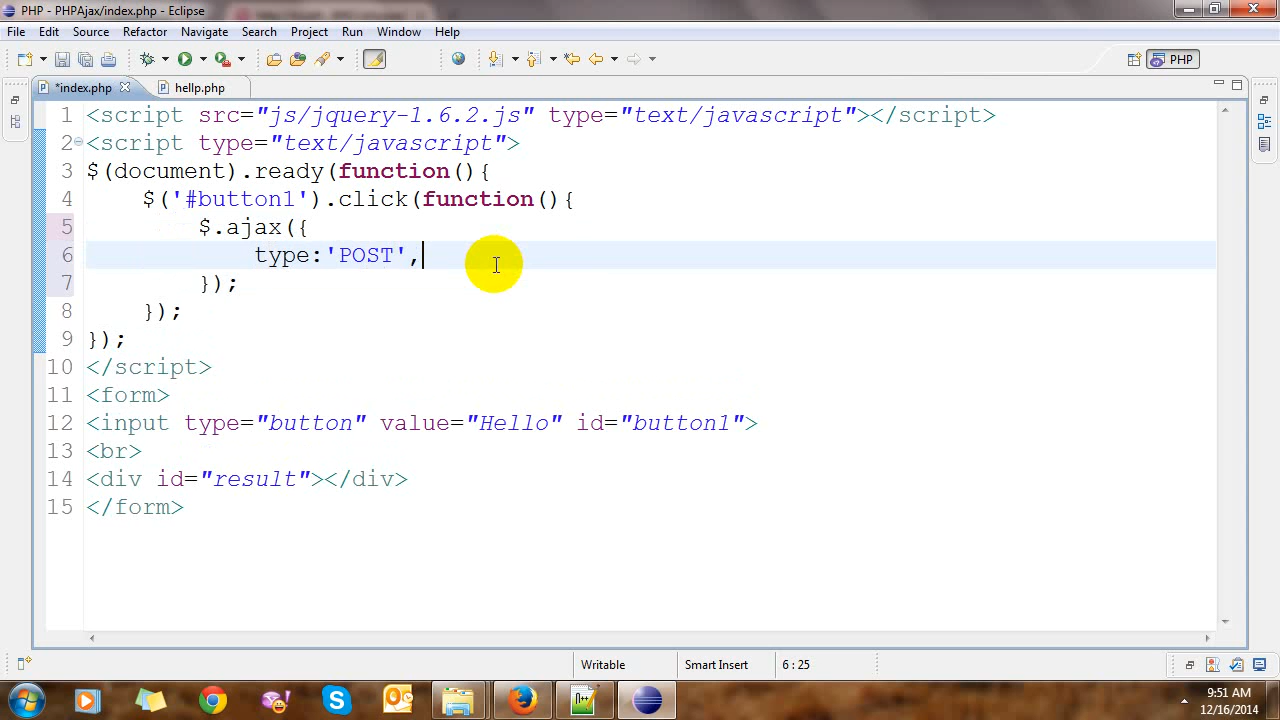 PHP - PHPAjax/index.php - Eclipse
File Edit Source Refactor Navigate Search Project Run Window Help
PHP
*index.php hellp.php
1 <script src="js/jquery-1.6.2.js" type="text/javascript"></script>
2 <script type="text/javascript">
3 $(document).ready(function(){
4 $('#button1').click(function(){
5 $.ajax({
6 type:'POST',
7 });
8 });
9 });
10 </script>
11 <form>
12 <input type="button" value="Hello" id="button1">
13 <br>
14 <div id="result"></div>
15 </form>
Writable Smart Insert 6 : 25
9:51 AM
12/16/2014